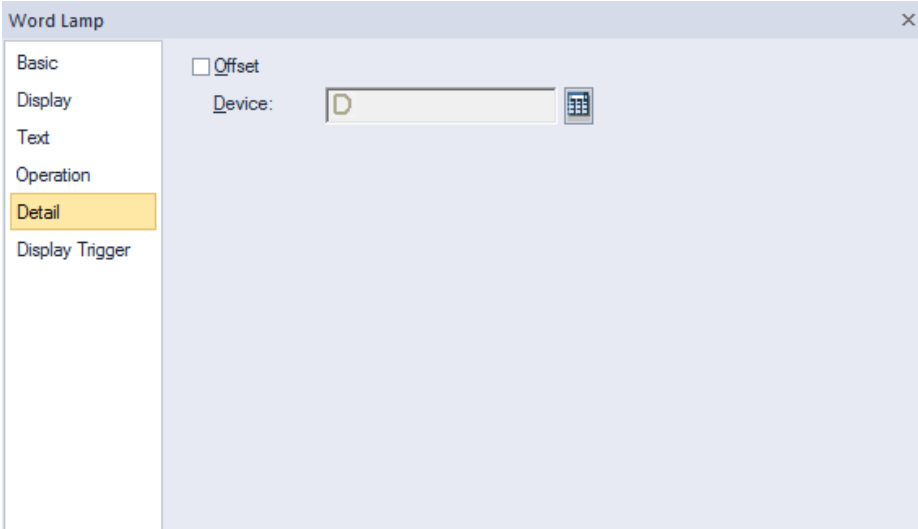 Word Lamp
Basic
Display
Text
Operation
Detail
Display Trigger
Offset
Device:
D